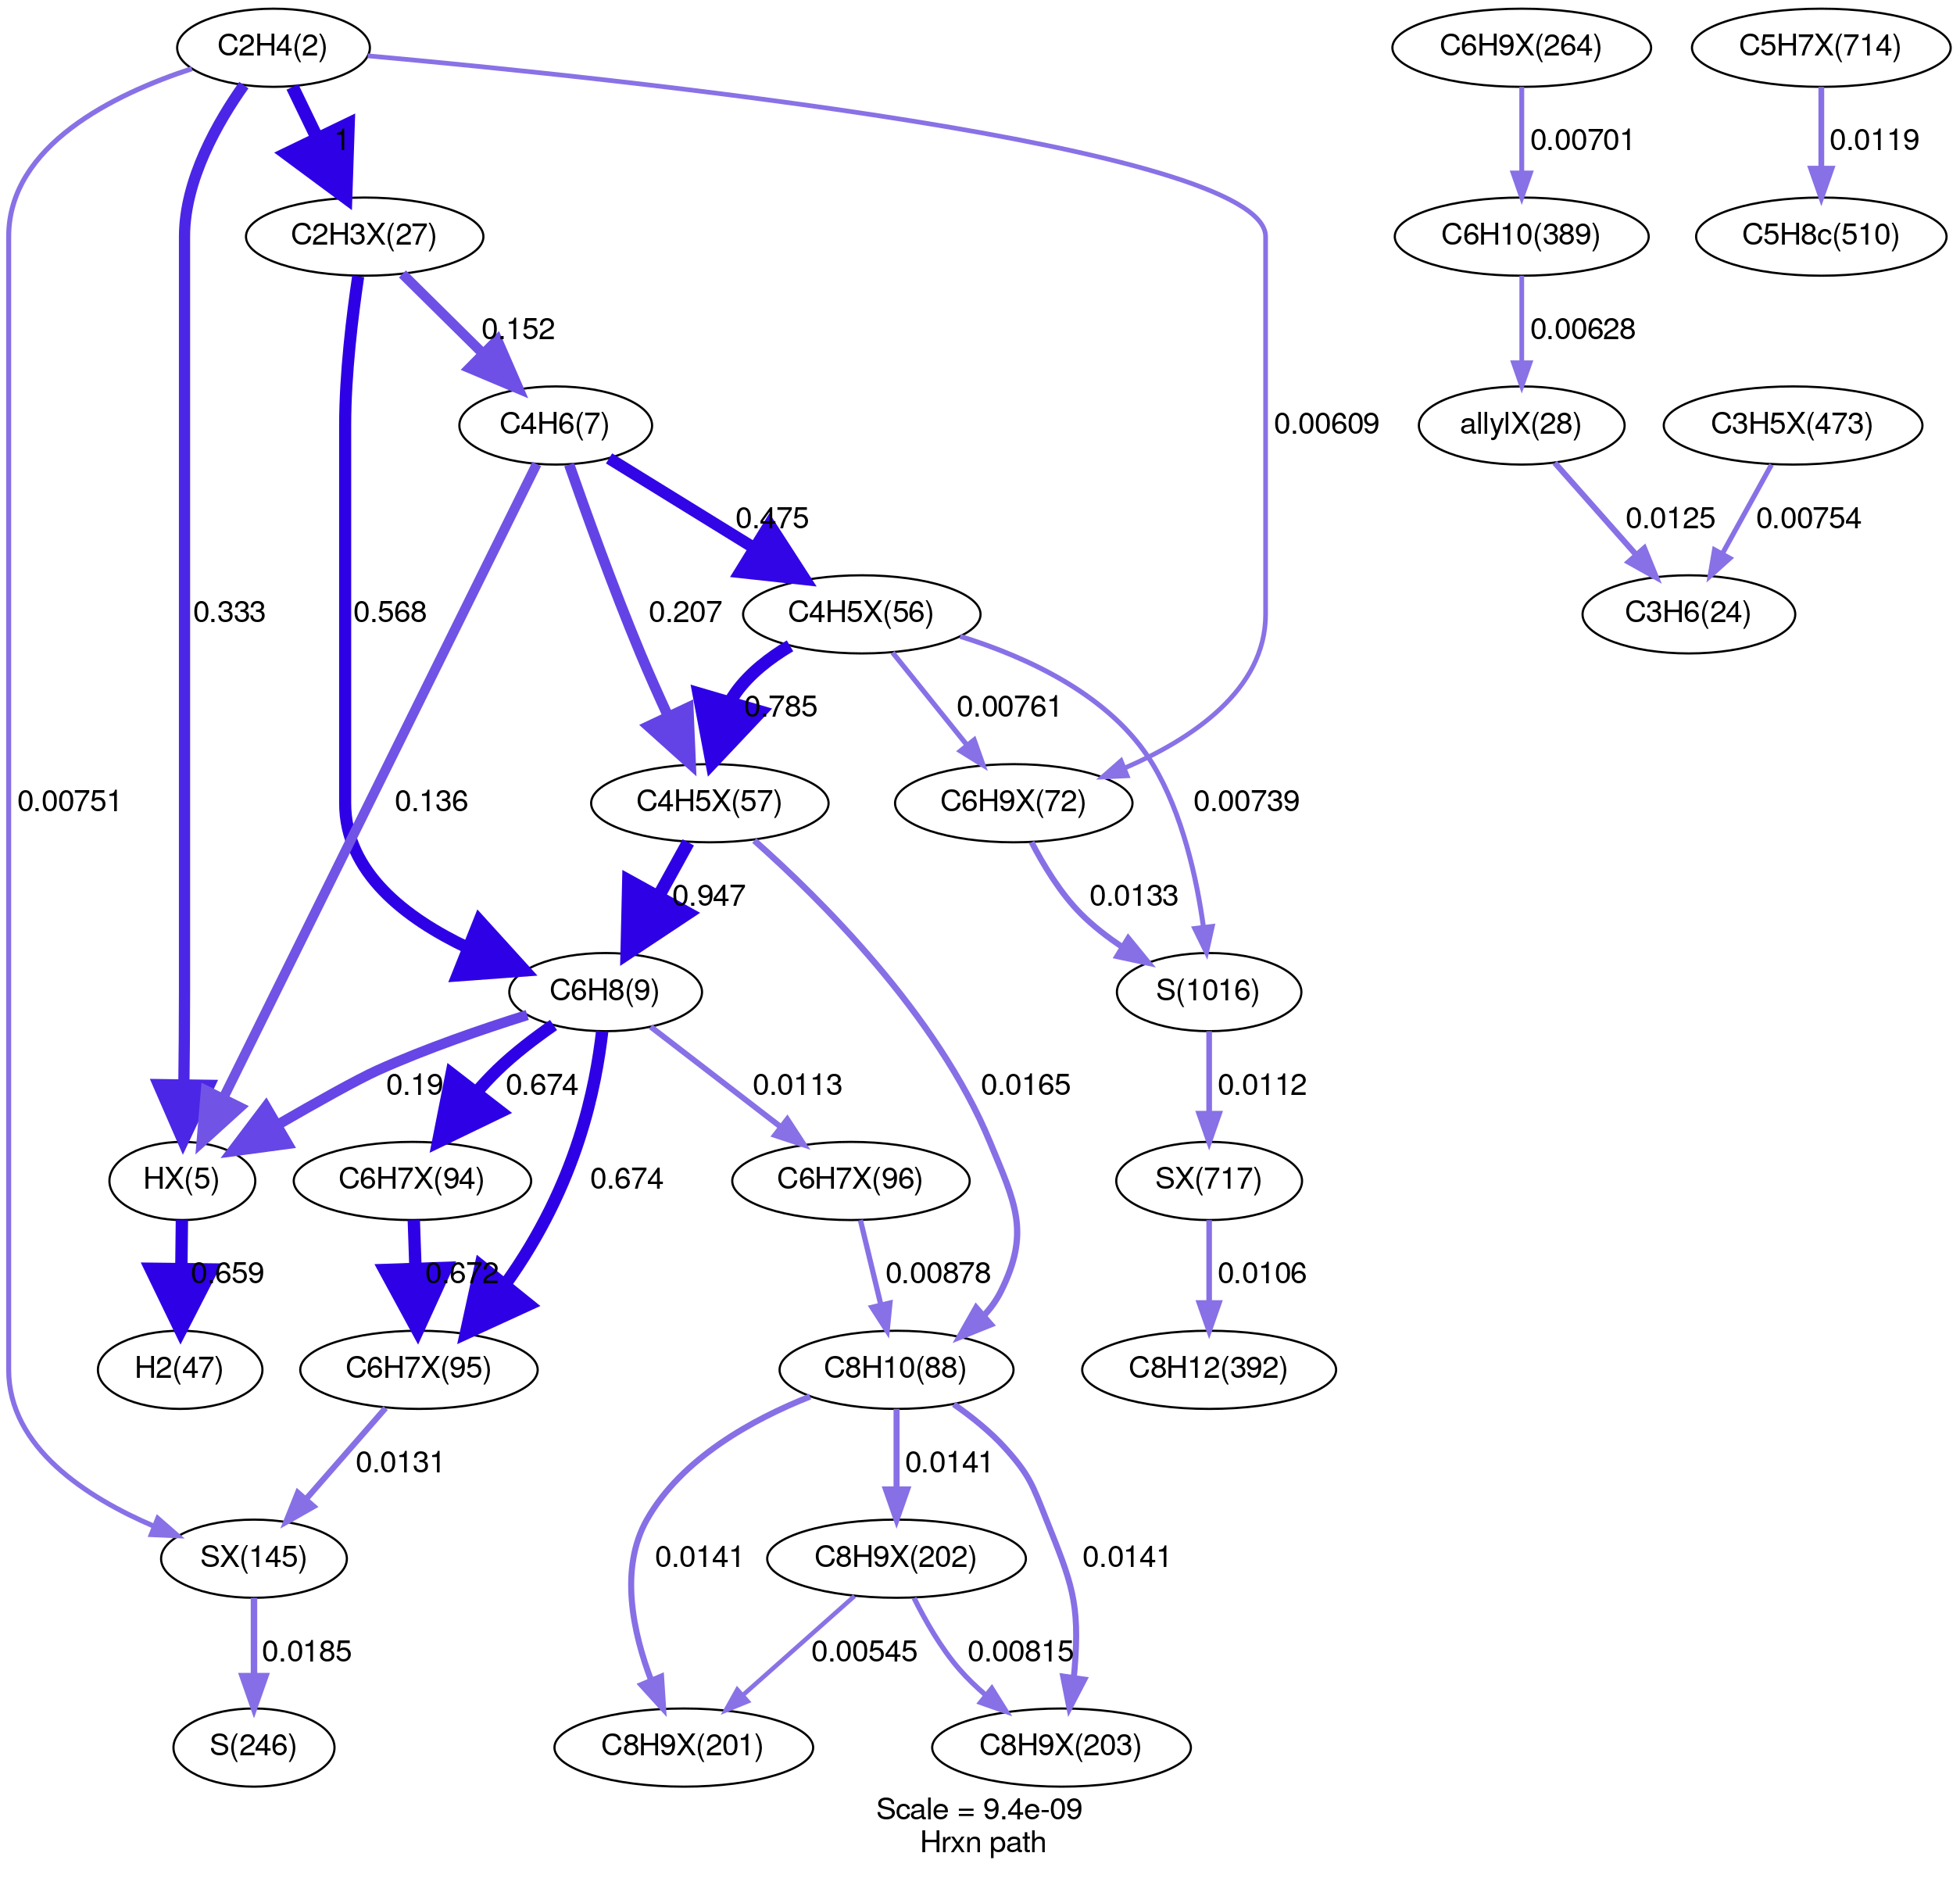 C2H4(2)
C6H9X(264)
C5H7X(714)
1
0.00701
0.0119
C2H3X(27)
C6H10(389)
C5H8c(510)
0.152
0.00628
C4H6(7)
0.00609
allylX(28)
C3H5X(473)
0.475
0.0125
0.00754
0.333
0.568
0.207
C4H5X(56)
C3H6(24)
0.785
0.00761
0.00751
0.136
C4H5X(57)
C6H9X(72)
0.00739
0.947
0.0133
C6H8(9)
S(1016)
0.19
0.674
0.0113
0.0165
0.0112
HX(5)
C6H7X(94)
0.674
C6H7X(96)
SX(717)
0.659
0.672
0.00878
0.0106
H2(47)
C6H7X(95)
C8H10(88)
C8H12(392)
0.0131
0.0141
SX(145)
0.0141
C8H9X(202)
0.0141
0.0185
0.00545
0.00815
S(246)
C8H9X(201)
C8H9X(203)
Scale = 9.4e-09
Hrxn path